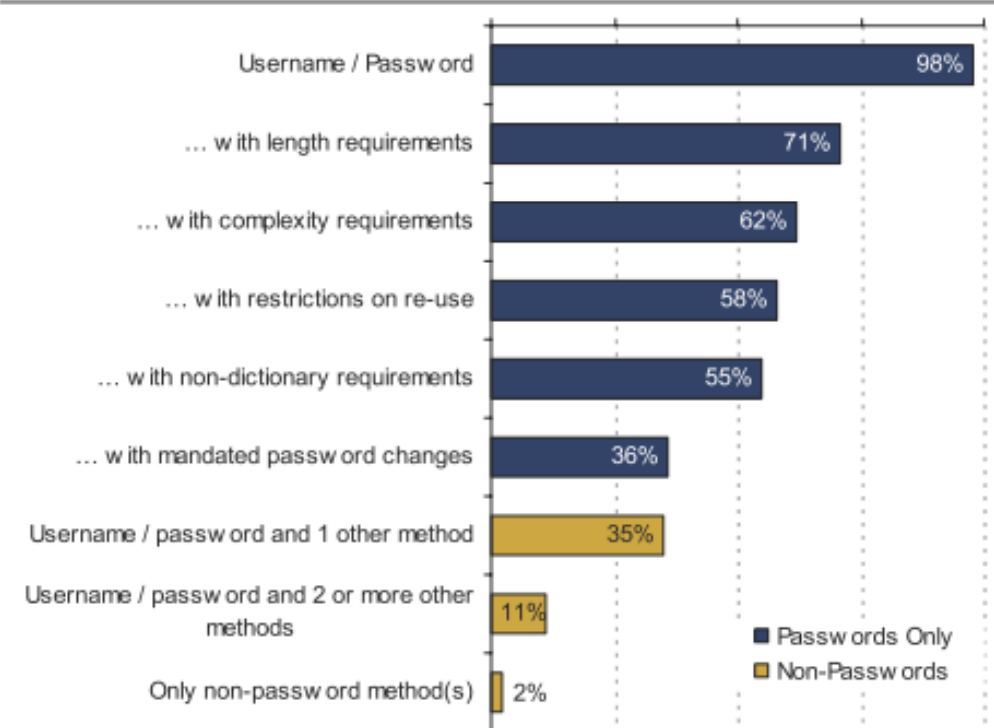 Username / Password 98%
… with length requirements 71%
… with complexity requirements 62%
… with restrictions on re-use 58%
… with non-dictionary requirements 55%
… with mandated password changes 36%
Username / password and 1 other method 35%
Username / password and 2 or more other
methods 11%
Only non-password method(s) 2%
Passwords Only
Non-Passwords